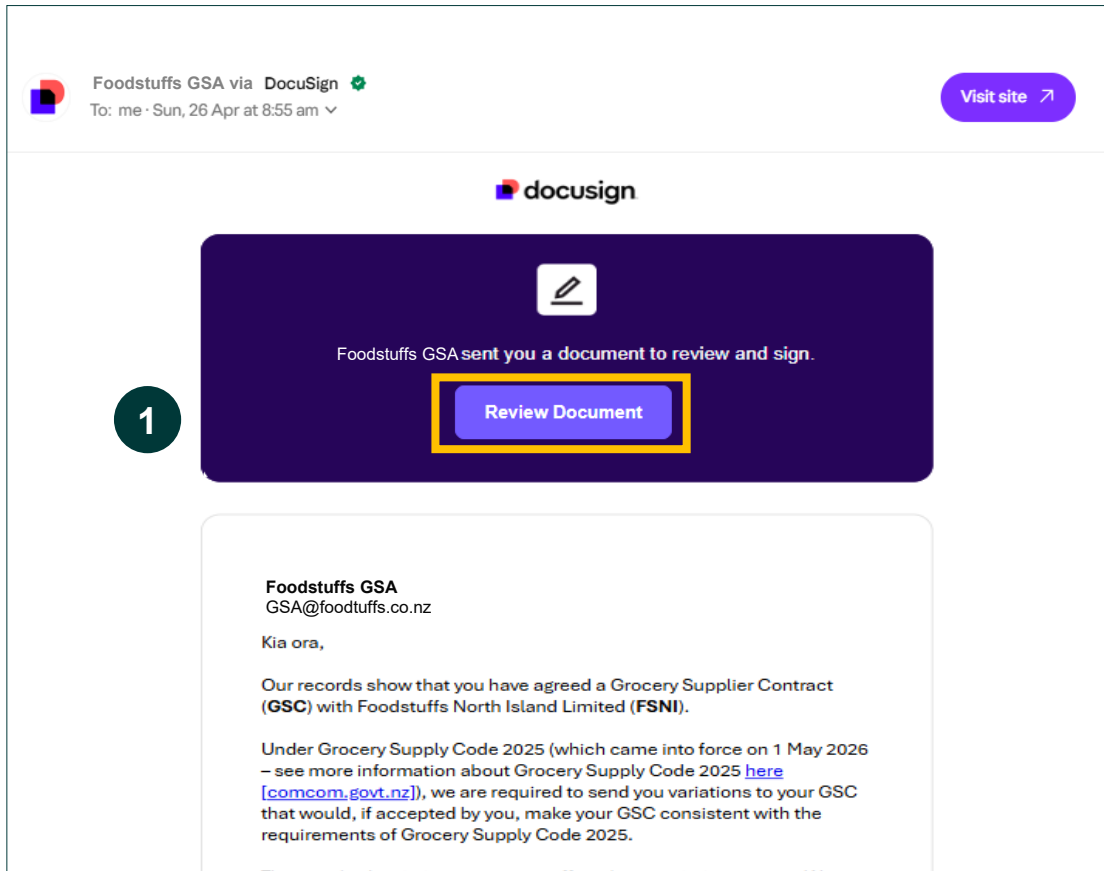 Foodstuffs GSA via DocuSign
To: me · Sun, 26 Apr at 8:55 am
Visit site
docusign
Foodstuffs GSA sent you a document to review and sign.
1
Review Document
Foodstuffs GSA
GSA@foodtuffs.co.nz
Kia ora,
Our records show that you have agreed a Grocery Supplier Contract
(GSC) with Foodstuffs North Island Limited (FSNI).
Under Grocery Supply Code 2025 (which came into force on 1 May 2026
– see more information about Grocery Supply Code 2025 here
[comcom.govt.nz]), we are required to send you variations to your GSC
that would, if accepted by you, make your GSC consistent with the
requirements of Grocery Supply Code 2025.